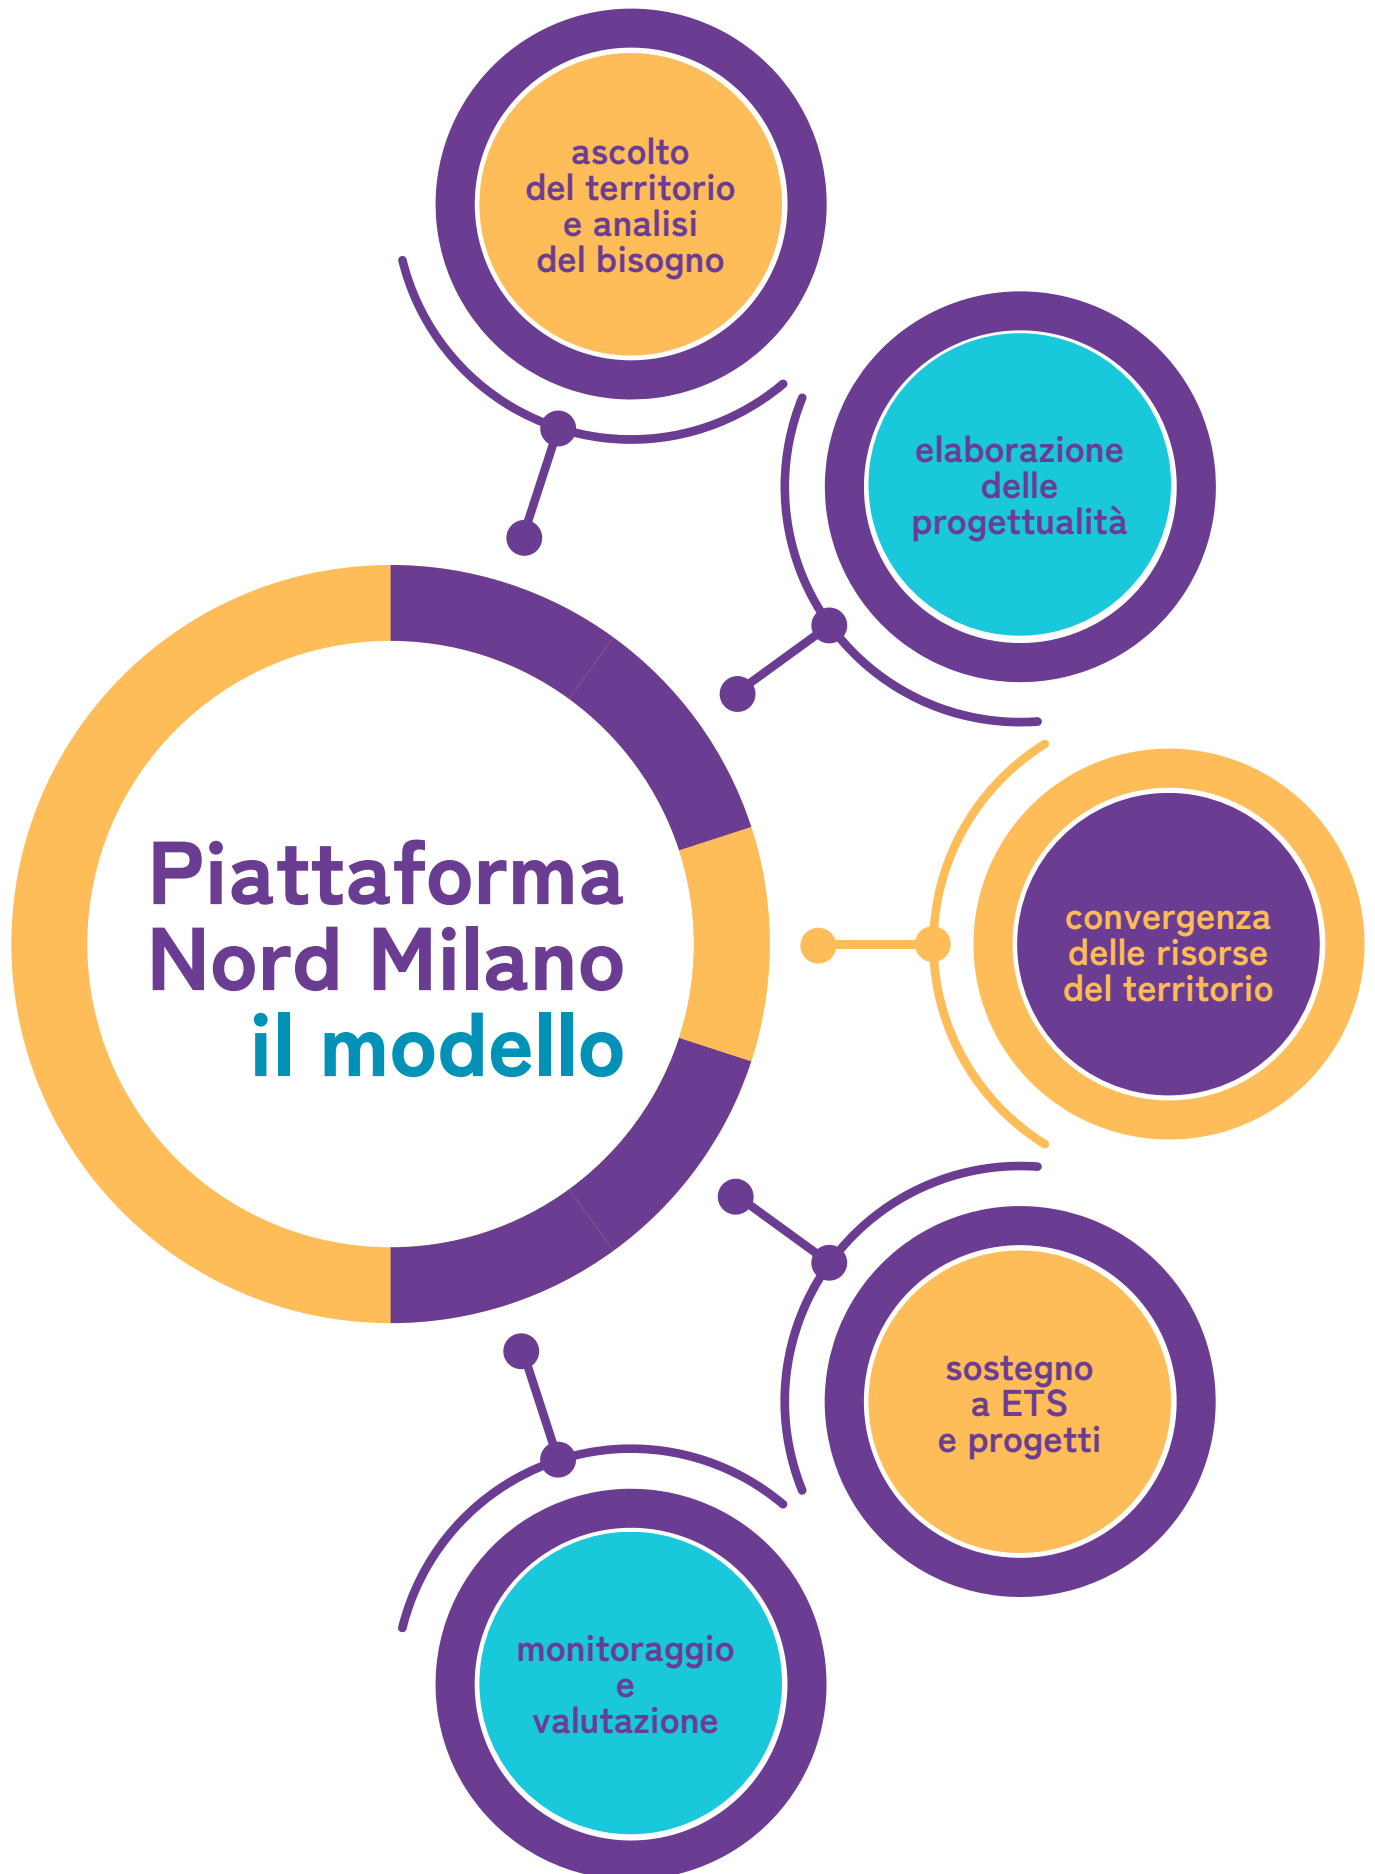 ascolto
del territorio
e analisi
del bisogno
elaborazione
delle
progettualità
Piattaforma
Nord Milano
il modello
convergenza
delle risorse
del territorio
sostegno
a ETS
e progetti
monitoraggio
e
valutazione